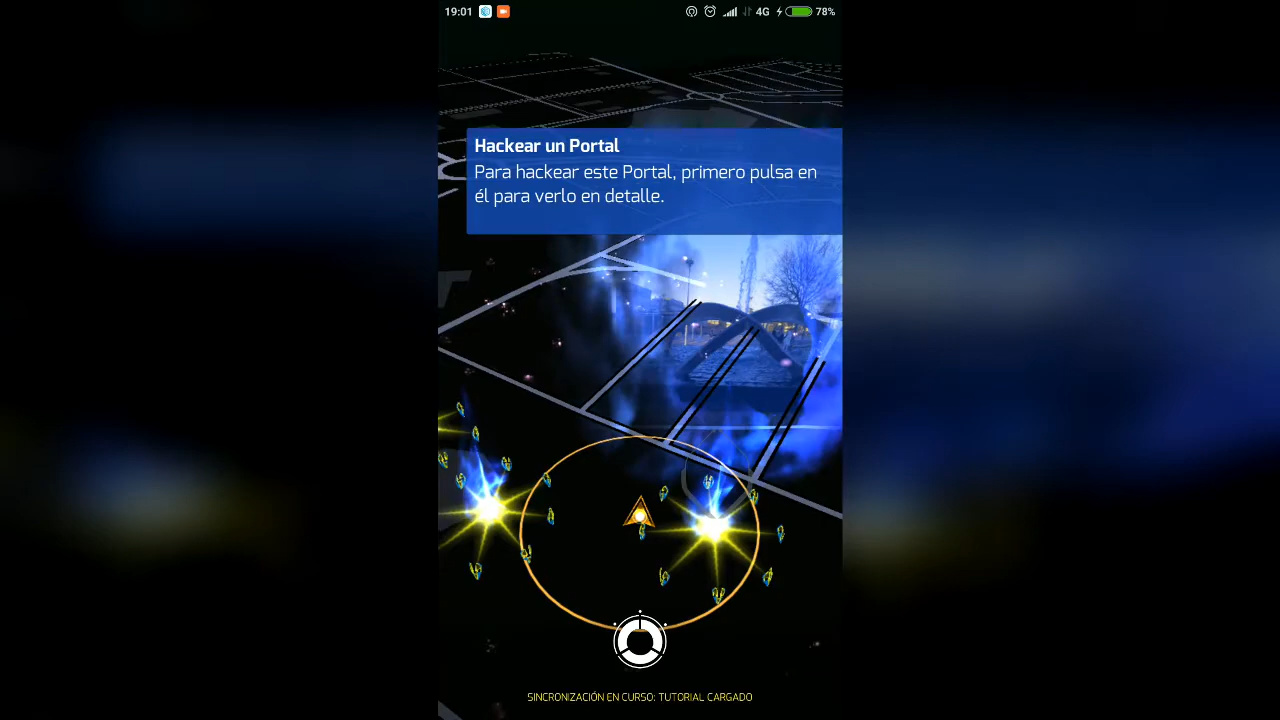 19:01 4G 78%
Hackear un Portal
Para hackear este Portal, primero pulsa en
él para verlo en detalle.
SINCRONIZACIÓN EN CURSO: TUTORIAL CARGADO